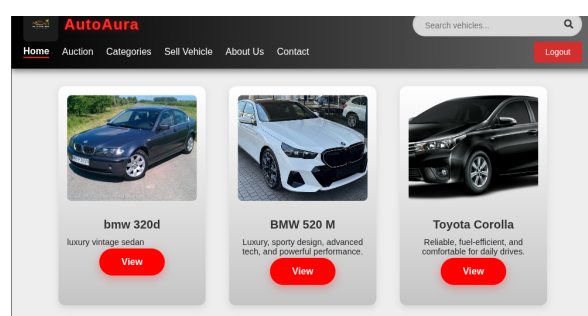 AutoAura
Search vehicles...
Home Auction Categories Sell Vehicle About Us Contact
Logout
bmw 320d
luxury vintage sedan
View
BMW 520 M
Luxury, sporty design, advanced
tech, and powerful performance.
View
Toyota Corolla
Reliable, fuel-efficient, and
comfortable for daily drives.
View